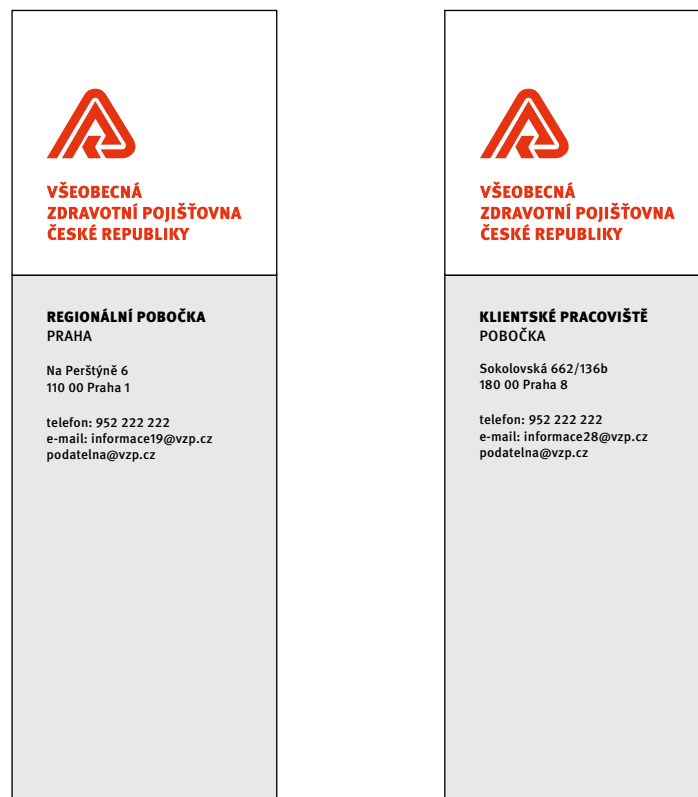 VŠEOBECNÁ
ZDRAVOTNÍ POJIŠŤOVNA
ČESKÉ REPUBLIKY
REGIONÁLNÍ POBOČKA
PRAHA
Na Perštýně 6
110 00 Praha 1
telefon: 952 222 222
e-mail: informace19@vzp.cz
podatelna@vzp.cz
VŠEOBECNÁ
ZDRAVOTNÍ POJIŠŤOVNA
ČESKÉ REPUBLIKY
KLIENTSKÉ PRACOVIŠTĚ
POBOČKA
Sokolovská 662/136b
180 00 Praha 8
telefon: 952 222 222
e-mail: informace28@vzp.cz
podatelna@vzp.cz